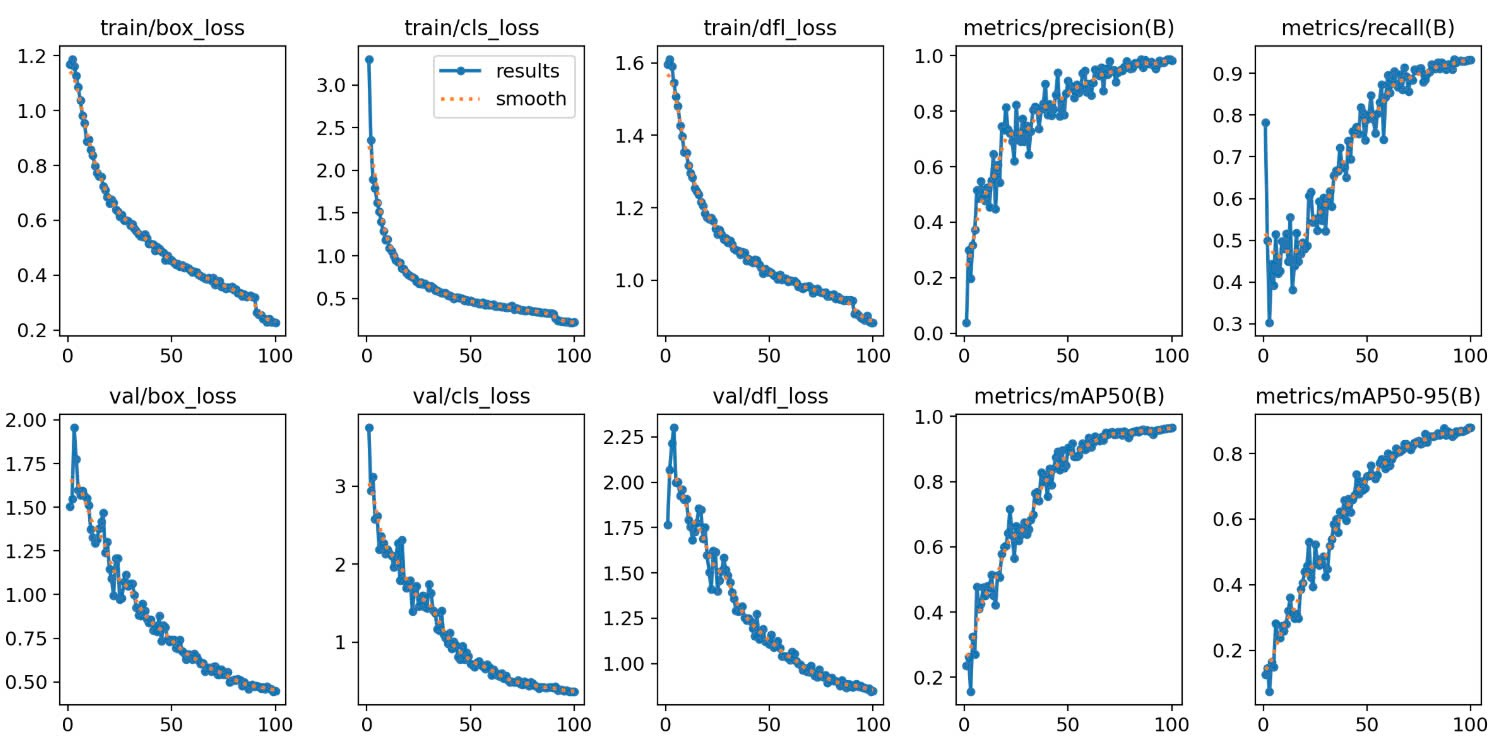 train/box_loss
1.2
1.0
0.8
0.6
0.4
0.2
0 50 100
train/cls_loss
results
smooth
3.0
2.5
2.0
1.5
1.0
0.5
0 50 100
train/dfl_loss
1.6
1.4
1.2
1.0
0 50 100
metrics/precision(B)
1.0
0.8
0.6
0.4
0.2
0.0
0 50 100
metrics/recall(B)
0.9
0.8
0.7
0.6
0.5
0.4
0.3
0 50 100
val/box_loss
2.00
1.75
1.50
1.25
1.00
0.75
0.50
0 50 100
val/cls_loss
3
2
1
0 50 100
val/dfl_loss
2.25
2.00
1.75
1.50
1.25
1.00
0 50 100
metrics/mAP50(B)
1.0
0.8
0.6
0.4
0.2
0 50 100
metrics/mAP50-95(B)
0.8
0.6
0.4
0.2
0 50 100